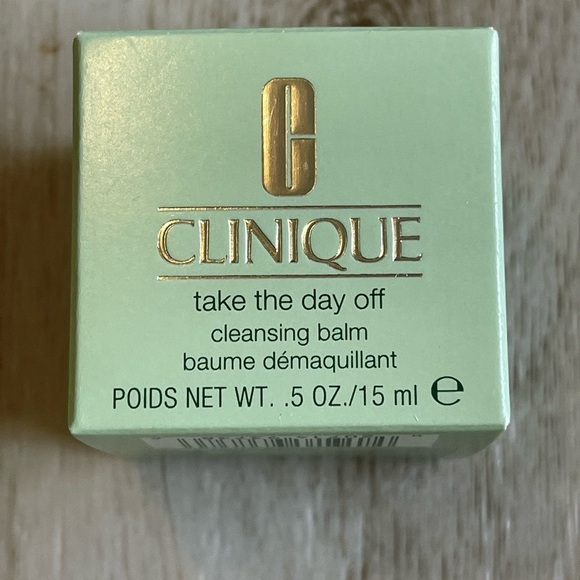 C
CLINIQUE
take the day off
cleansing balm
baume démaquillant
POIDS NET WT. .5 OZ./15 ml ℮